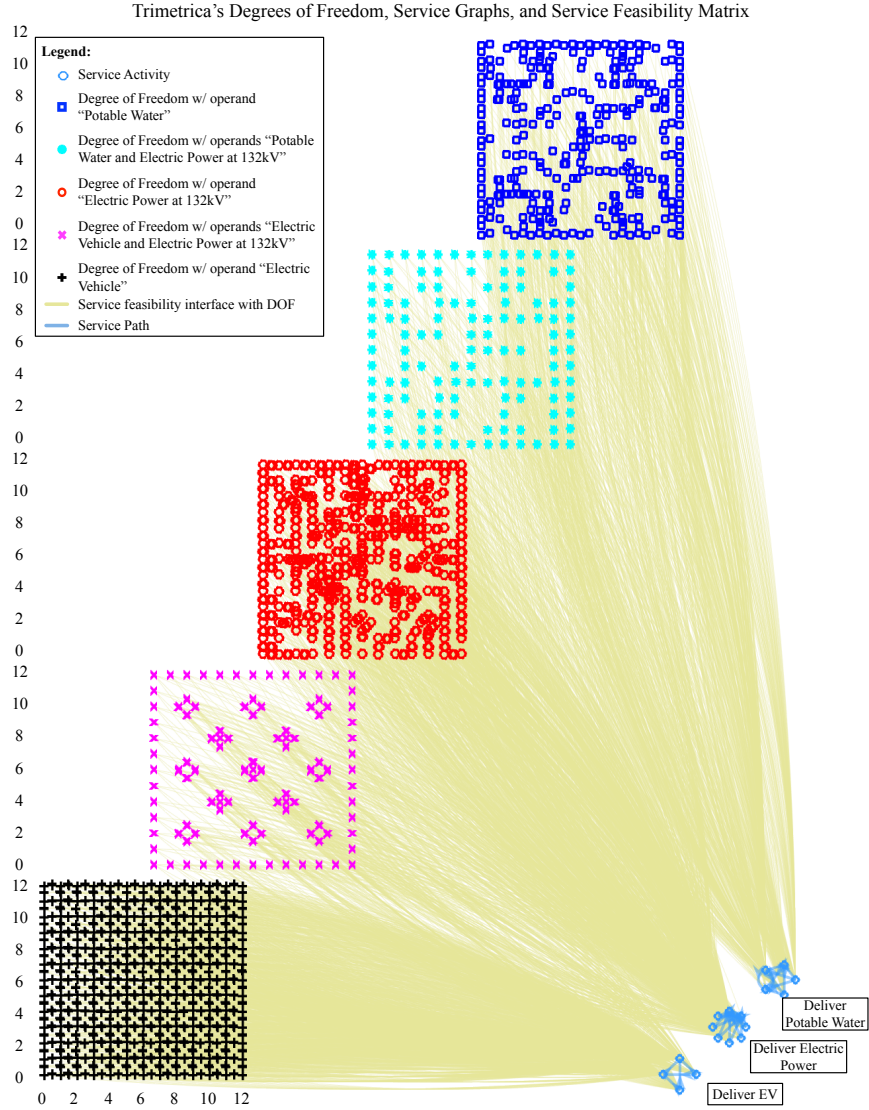 Trimetrica’s Degrees of Freedom, Service Graphs, and Service Feasibility Matrix
Legend:
Service Activity
Degree of Freedom w/ operand
“Potable Water”
Degree of Freedom w/ operands “Potable
Water and Electric Power at 132kV”
Degree of Freedom w/ operand
“Electric Power at 132kV”
Degree of Freedom w/ operands “Electric
Vehicle and Electric Power at 132kV”
Degree of Freedom w/ operand “Electric
Vehicle”
Service feasibility interface with DOF
Service Path
12
10
8
6
4
2
0
12
10
8
6
4
2
0
12
10
8
6
4
2
0
12
10
8
6
4
2
0
12
10
8
6
4
2
0
0 2 4 6 8 10 12
Deliver
Potable Water
Deliver Electric
Power
Deliver EV